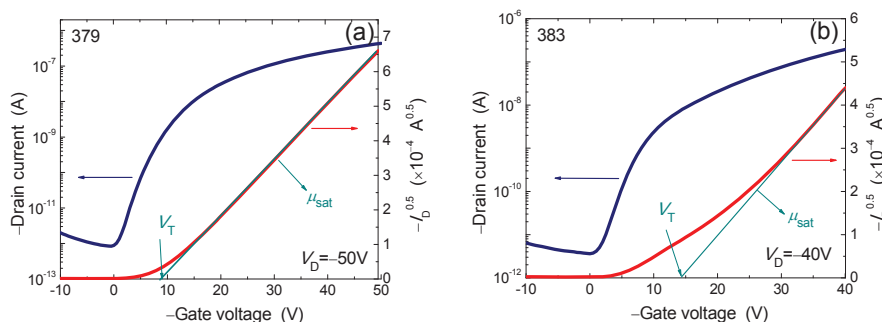 379
(a)
−Drain current (A)
10⁻⁷
10⁻⁹
10⁻¹¹
10⁻¹³
−10 0 10 20 30 40 50
−Gate voltage (V)
7
6
5
4
3
2
1
0
−I_D^0.5 (×10⁻⁴ A^0.5)
V_T
μ_sat
V_D=−50V
383
(b)
−Drain current (A)
10⁻⁶
10⁻⁸
10⁻¹⁰
10⁻¹²
−10 0 10 20 30 40
−Gate voltage (V)
6
5
4
3
2
1
0
−I_D^0.5 (×10⁻⁴ A^0.5)
V_T
μ_sat
V_D=−40V